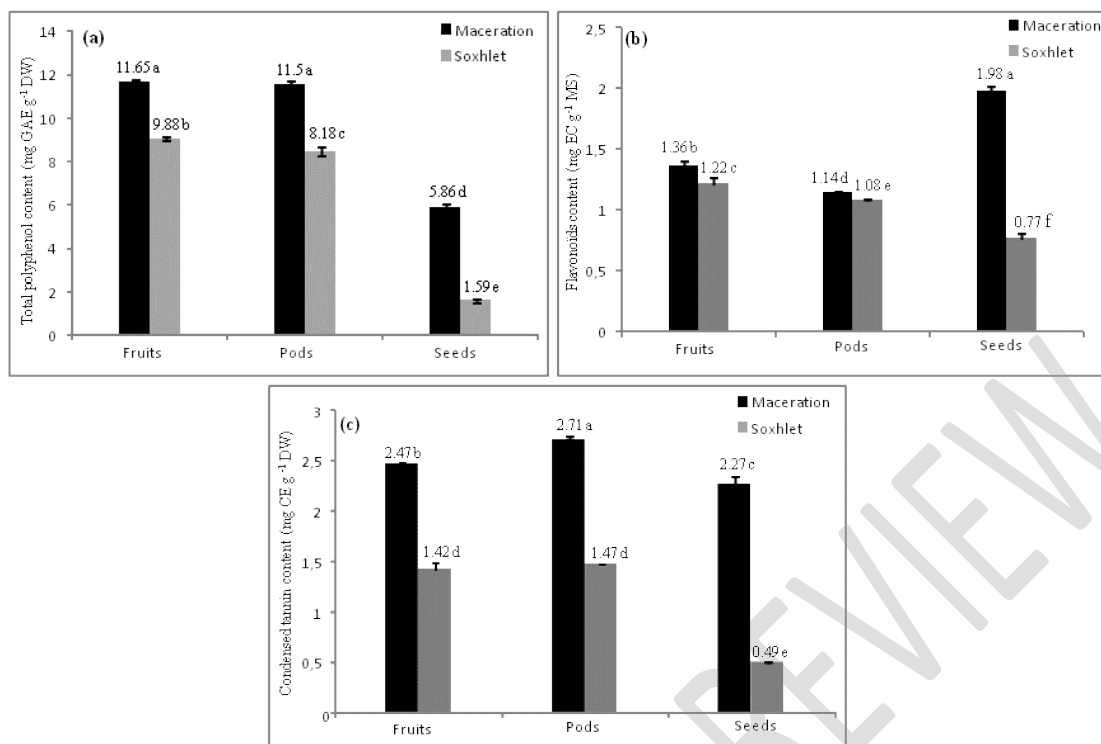 (a)
Maceration
Soxhlet
Total polyphenol content (mg GAE g-1 DW)
14
12
10
8
6
4
2
0
11.65 a
9.88 b
11.5 a
8.18 c
5.86 d
1.59 e
Fruits
Pods
Seeds
(b)
Maceration
Soxhlet
Flavonoïds content (mg EC g-1 MS)
2,5
2
1,5
1
0,5
0
1.36 b
1.22 c
1.14 d
1.08 e
1.98 a
0.77 f
Fruits
Pods
Seeds
(c)
Maceration
Soxhlet
Condensed tannin content (mg CE g-1 DW)
3
2,5
2
1,5
1
0,5
0
2.47 b
1.42 d
2.71 a
1.47 d
2.27 c
0.49 e
Fruits
Pods
Seeds
REVIEW